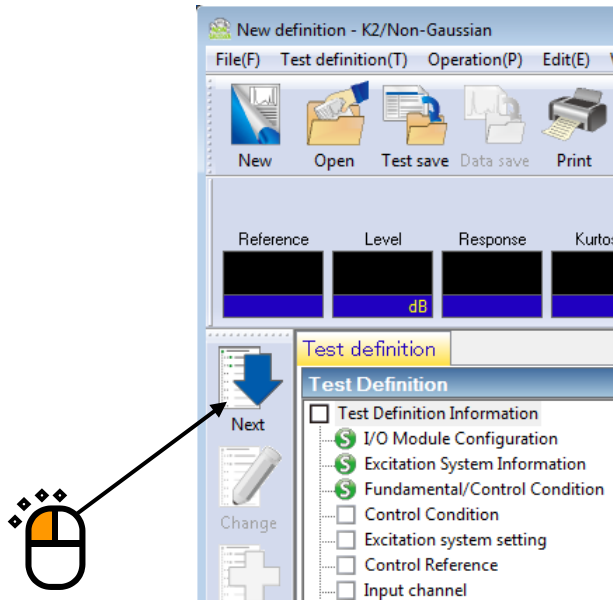 New definition - K2/Non-Gaussian
File(F) Test definition(T) Operation(P) Edit(E)
New Open Test save Data save Print
Reference Level Response Kurtos
dB
Test definition
Test Definition
Next
Test Definition Information
I/O Module Configuration
Excitation System Information
Fundamental/Control Condition
Change
Control Condition
Excitation system setting
Control Reference
Input channel